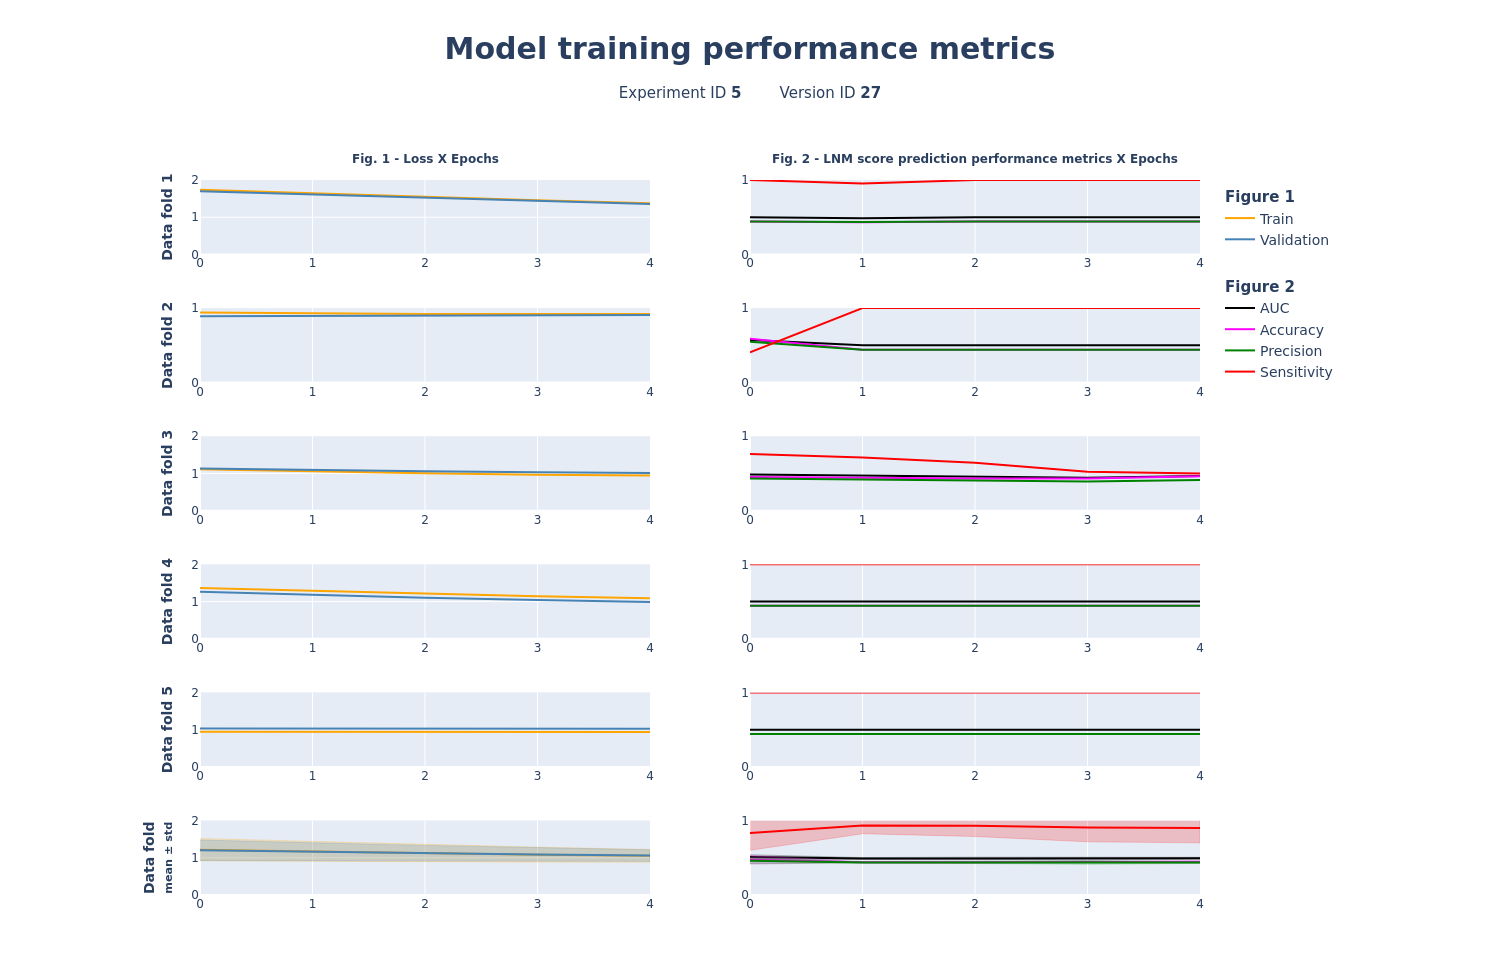 Model training performance metrics
Experiment ID 5 Version ID 27
Fig. 1 - Loss X Epochs
Fig. 2 - LNM score prediction performance metrics X Epochs
Data fold 1
2
1
0
0 1 2 3 4
1
0
0 1 2 3 4
Figure 1
Train
Validation
Figure 2
AUC
Accuracy
Precision
Sensitivity
Data fold 2
1
0
0 1 2 3 4
1
0
0 1 2 3 4
Data fold 3
2
1
0
0 1 2 3 4
1
0
0 1 2 3 4
Data fold 4
2
1
0
0 1 2 3 4
1
0
0 1 2 3 4
Data fold 5
2
1
0
0 1 2 3 4
1
0
0 1 2 3 4
Data fold
mean ± std
2
1
0
0 1 2 3 4
1
0
0 1 2 3 4